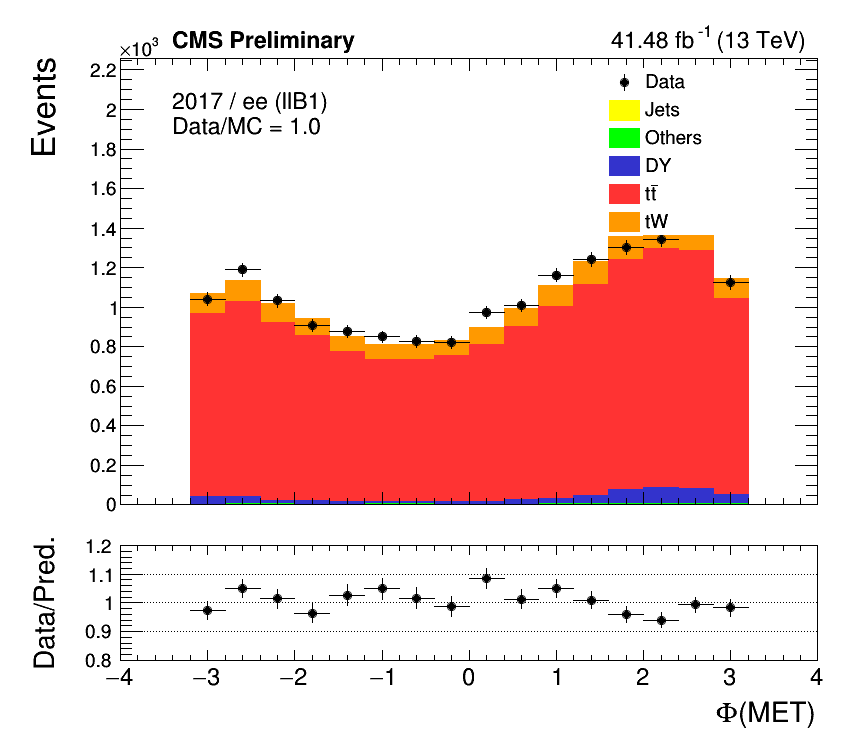 ×10³ CMS Preliminary 41.48 fb⁻¹ (13 TeV)
Events
2017 / ee (llB1)
Data/MC = 1.0
Data
Jets
Others
DY
tt̄
tW
2.2
2
1.8
1.6
1.4
1.2
1
0.8
0.6
0.4
0.2
0
Data/Pred.
1.2
1.1
1
0.9
0.8
−4 −3 −2 −1 0 1 2 3 4
Φ(MET)